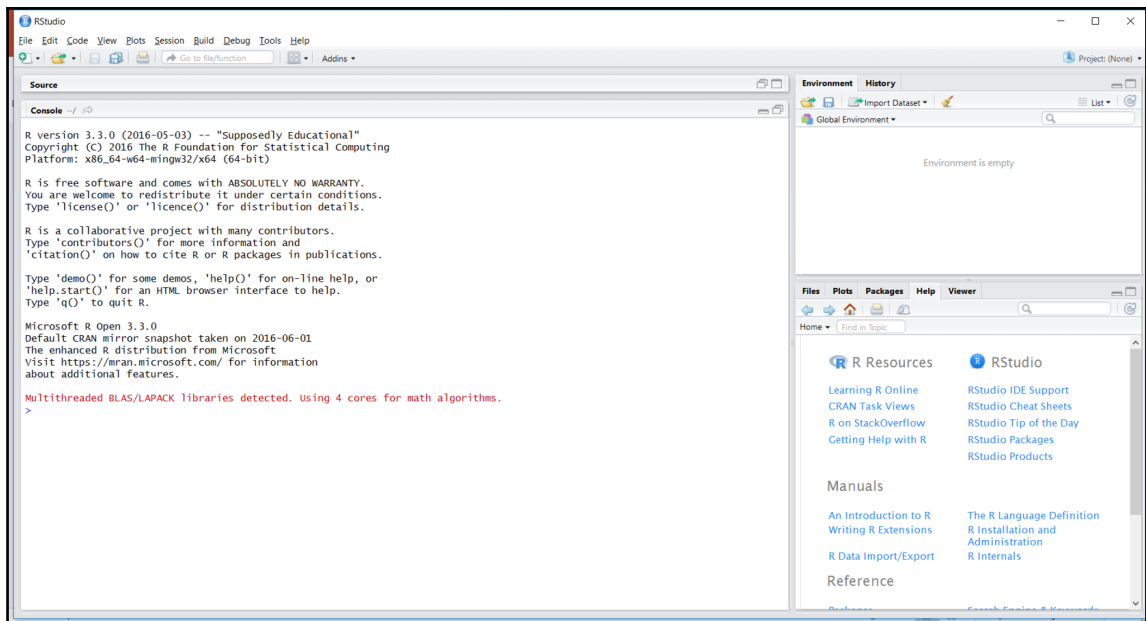 RStudio
File Edit Code View Plots Session Build Debug Tools Help
Go to file/function Addins Project: (None)
Source
Console ~/
R version 3.3.0 (2016-05-03) -- "Supposedly Educational"
Copyright (C) 2016 The R Foundation for Statistical Computing
Platform: x86_64-w64-mingw32/x64 (64-bit)
R is free software and comes with ABSOLUTELY NO WARRANTY.
You are welcome to redistribute it under certain conditions.
Type 'license()' or 'licence()' for distribution details.
R is a collaborative project with many contributors.
Type 'contributors()' for more information and
'citation()' on how to cite R or R packages in publications.
Type 'demo()' for some demos, 'help()' for on-line help, or
'help.start()' for an HTML browser interface to help.
Type 'q()' to quit R.
Microsoft R Open 3.3.0
Default CRAN mirror snapshot taken on 2016-06-01
The enhanced R distribution from Microsoft
Visit https://mran.microsoft.com/ for information
about additional features.
Multithreaded BLAS/LAPACK libraries detected. Using 4 cores for math algorithms.
>
Environment History
Import Dataset List
Global Environment
Environment is empty
Files Plots Packages Help Viewer
Home Find in Topic
R Resources RStudio
Learning R Online RStudio IDE Support
CRAN Task Views RStudio Cheat Sheets
R on StackOverflow RStudio Tip of the Day
Getting Help with R RStudio Packages
RStudio Products
Manuals
An Introduction to R The R Language Definition
Writing R Extensions R Installation and
Administration
R Data Import/Export R Internals
Reference
Packages Search Engine & Keywords